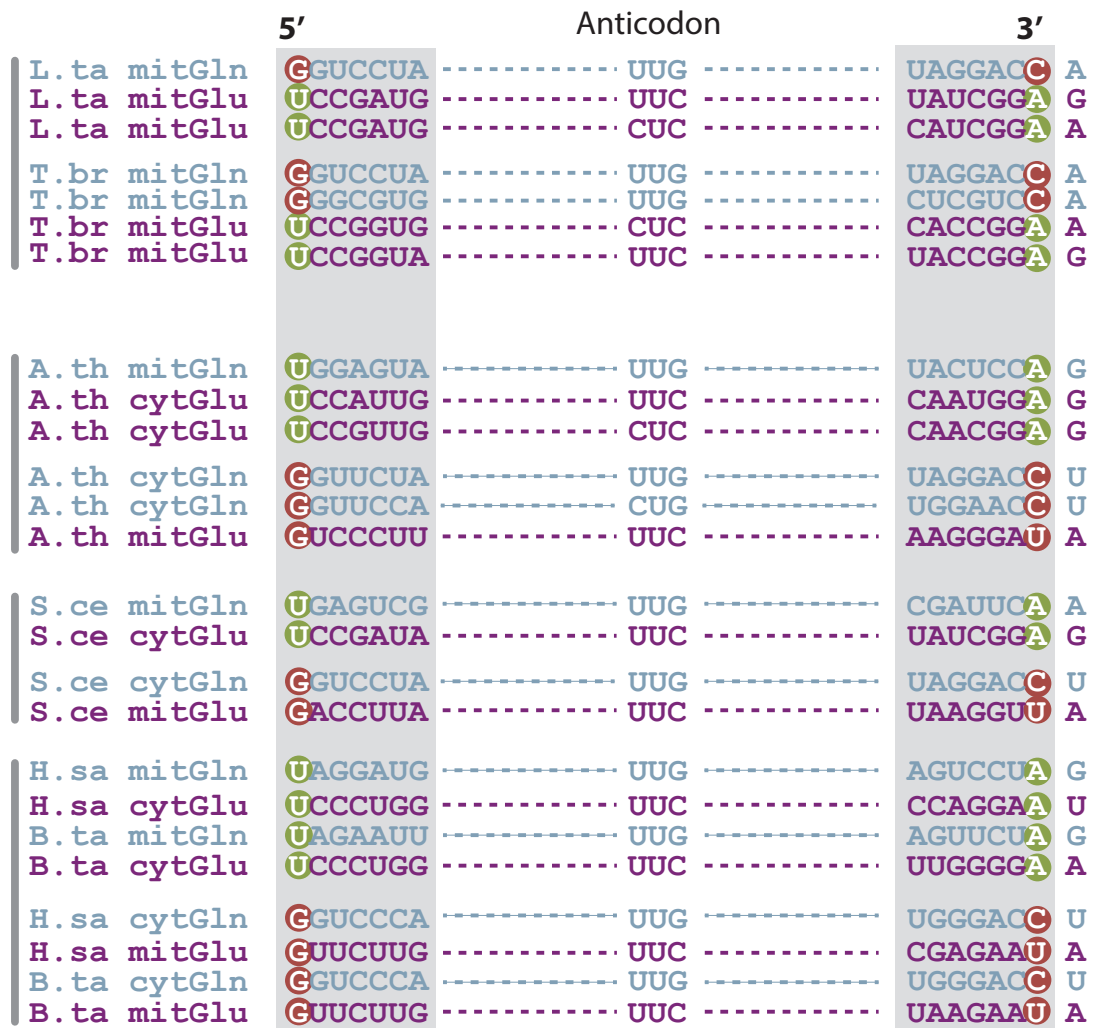 5’ Anticodon 3’
L.ta mitGln GGUCCUA UUG UAGGACC A
L.ta mitGlu UCCGAUG UUC UAUCGGA G
L.ta mitGlu UCCGAUG CUC CAUCGGA A
T.br mitGln GGUCCUA UUG UAGGACC A
T.br mitGln GGGCGUG UUG CUCGUCC A
T.br mitGlu UCCGGUG CUC CACCGGA A
T.br mitGlu UCCGGUA UUC UACCGGA G
A.th mitGln UGGAGUA UUG UACUCCA G
A.th cytGlu UCCAUUG UUC CAAUGGA G
A.th cytGlu UCCGUUG CUC CAACGGA G
A.th cytGln GGUUCUA UUG UAGGACC U
A.th cytGln GGUUCCA CUG UGGAACC U
A.th mitGlu GUCCCUU UUC AAGGGAU A
S.ce mitGln UGAGUCG UUG CGAUUCA A
S.ce cytGlu UCCGAUA UUC UAUCGGA G
S.ce cytGln GGUCCUA UUG UAGGACC U
S.ce mitGlu GACCUUA UUC UAAGGUU A
H.sa mitGln UAGGAUG UUG AGUCCUA G
H.sa cytGlu UCCCUGG UUC CCAGGAA U
B.ta mitGln UAGAAUU UUG AGUUCUA G
B.ta cytGlu UCCCUGG UUC UUGGGGA A
H.sa cytGln GGUCCCA UUG UGGGACC U
H.sa mitGlu GUUCUUG UUC CGAGAAU A
B.ta cytGln GGUCCCA UUG UGGGACC U
B.ta mitGlu GUUCUUG UUC UAAGAAU A